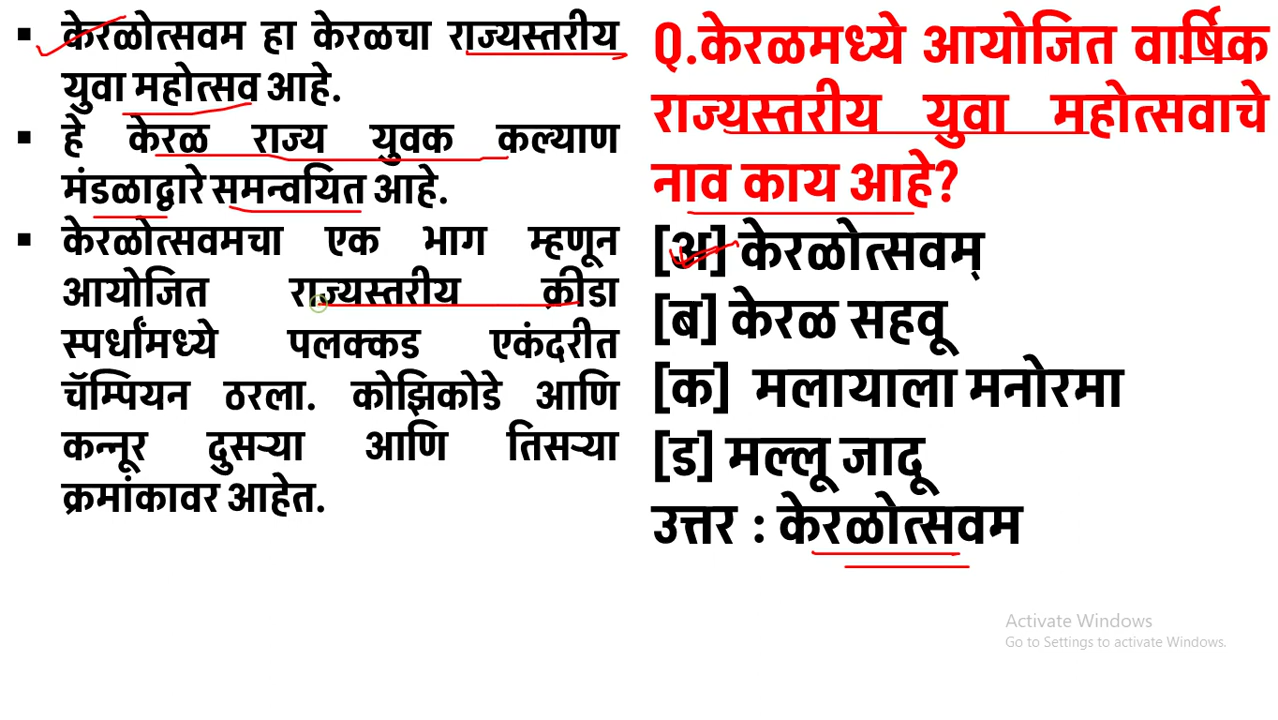 ▪ केरळोत्सवम हा केरळचा राज्यस्तरीय
युवा महोत्सव आहे.
▪ हे केरळ राज्य युवक कल्याण
मंडळाद्वारे समन्वयित आहे.
▪ केरळोत्सवमचा एक भाग म्हणून
आयोजित राज्यस्तरीय क्रीडा
स्पर्धांमध्ये पलक्कड एकंदरीत
चॅम्पियन ठरला. कोझिकोडे आणि
कन्नूर दुसऱ्या आणि तिसऱ्या
क्रमांकावर आहेत.
Q.केरळमध्ये आयोजित वार्षिक
राज्यस्तरीय युवा महोत्सवाचे
नाव काय आहे?
[अ] केरळोत्सवम्
[ब] केरळ सहवू
[क] मलायाला मनोरमा
[ड] मल्लू जादू
उत्तर : केरळोत्सवम
Activate Windows
Go to Settings to activate Windows.